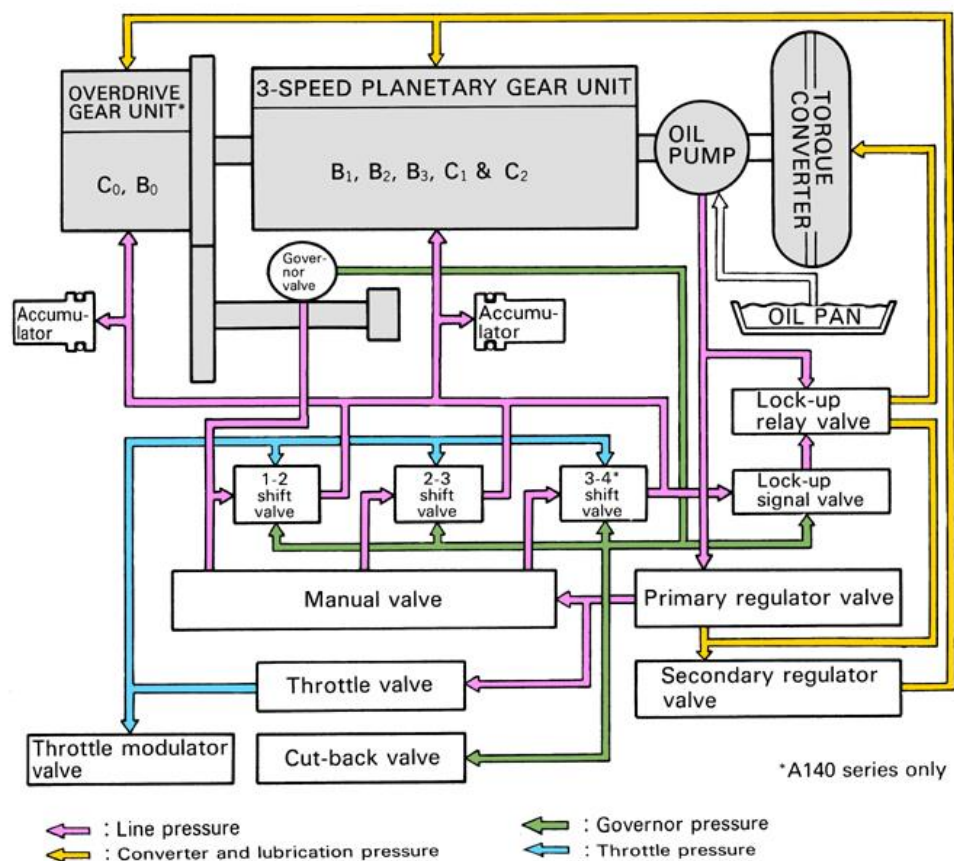 OVERDRIVE
GEAR UNIT*
C₀, B₀
3-SPEED PLANETARY GEAR UNIT
B₁, B₂, B₃, C₁ & C₂
OIL
PUMP
TORQUE
CONVERTER
Gover-
nor
valve
Accumu-
lator
Accumu-
lator
OIL PAN
Lock-up
relay valve
1-2
shift
valve
2-3
shift
valve
3-4*
shift
valve
Lock-up
signal valve
Manual valve
Primary regulator valve
Throttle valve
Secondary regulator
valve
Throttle modulator
valve
Cut-back valve
*A140 series only
: Line pressure
: Governor pressure
: Converter and lubrication pressure
: Throttle pressure